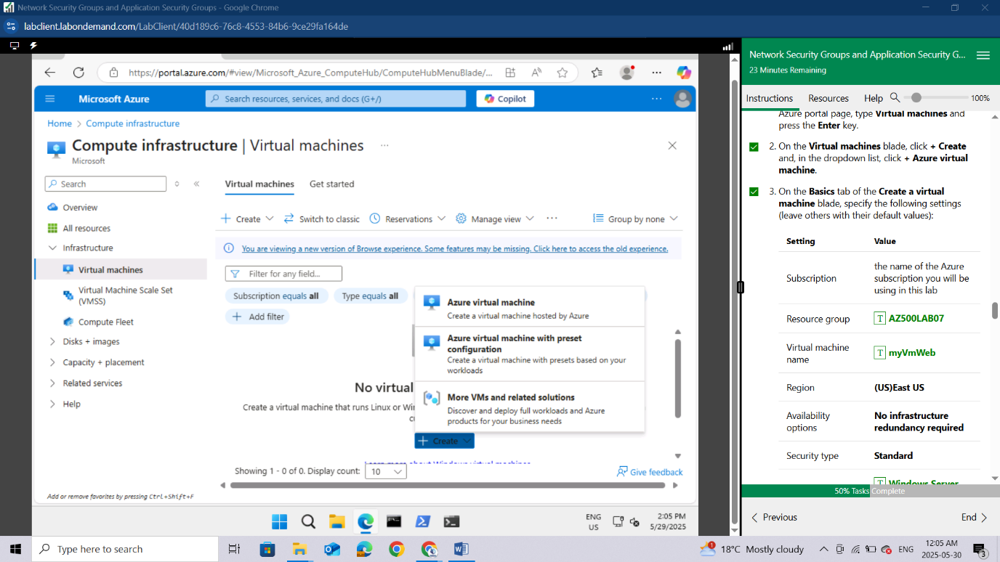 Network Security Groups and Application Security Groups - Google Chrome
labclient.labondemand.com/LabClient/40d189c6-76c8-4553-84b6-9ce29fa164de
https://portal.azure.com/#view/Microsoft_Azure_ComputeHub/ComputeHubMenuBlade/...
Microsoft Azure
Search resources, services, and docs (G+/)
Copilot
Home > Compute infrastructure
Compute infrastructure | Virtual machines ...
Microsoft
Search
Overview
All resources
Infrastructure
Virtual machines
Virtual Machine Scale Set
(VMSS)
Compute Fleet
Disks + images
Capacity + placement
Related services
Help
Add or remove favorites by pressing Ctrl+Shift+F
Virtual machines Get started
+ Create Switch to classic Reservations Manage view ... Group by none
You are viewing a new version of Browse experience. Some features may be missing. Click here to access the old experience.
Filter for any field...
Subscription equals all Type equals all
+ Add filter
No virtual
Create a virtual machine that runs Linux or Wi
Azure virtual machine
Create a virtual machine hosted by Azure
Azure virtual machine with preset
configuration
Create a virtual machine with presets based on your
workloads
More VMs and related solutions
Discover and deploy full workloads and Azure
products for your business needs
+ Create
Learn more about Windows virtual machines
Showing 1 - 0 of 0. Display count: 10
Give feedback
ENG
US
2:05 PM
5/29/2025
Network Security Groups and Application Security G...
23 Minutes Remaining
Instructions Resources Help 100%
Azure portal page, type Virtual machines and
press the Enter key.
2. On the Virtual machines blade, click + Create
and, in the dropdown list, click + Azure virtual
machine.
3. On the Basics tab of the Create a virtual
machine blade, specify the following settings
(leave others with their default values):
Setting Value
Subscription the name of the Azure
subscription you will be
using in this lab
Resource group T AZ500LAB07
Virtual machine
name T myVmWeb
Region (US)East US
Availability
options No infrastructure
redundancy required
Security type Standard
T Windows Server
50% Tasks Complete
< Previous End >
Type here to search
1
18°C Mostly cloudy
ENG
12:05 AM
2025-05-30
3